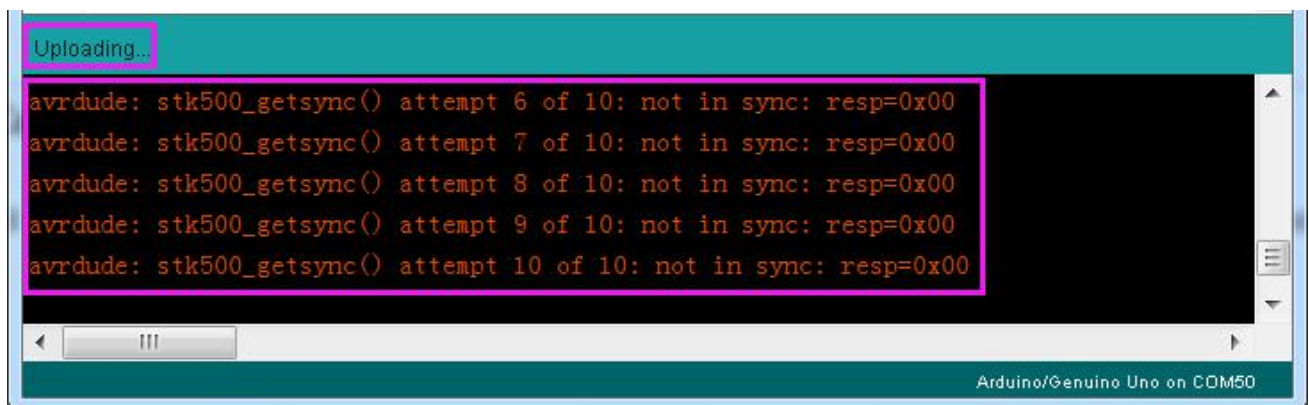 Uploading...
avrdude: stk500_getsync() attempt 6 of 10: not in sync: resp=0x00
avrdude: stk500_getsync() attempt 7 of 10: not in sync: resp=0x00
avrdude: stk500_getsync() attempt 8 of 10: not in sync: resp=0x00
avrdude: stk500_getsync() attempt 9 of 10: not in sync: resp=0x00
avrdude: stk500_getsync() attempt 10 of 10: not in sync: resp=0x00
Arduino/Genuino Uno on COM50